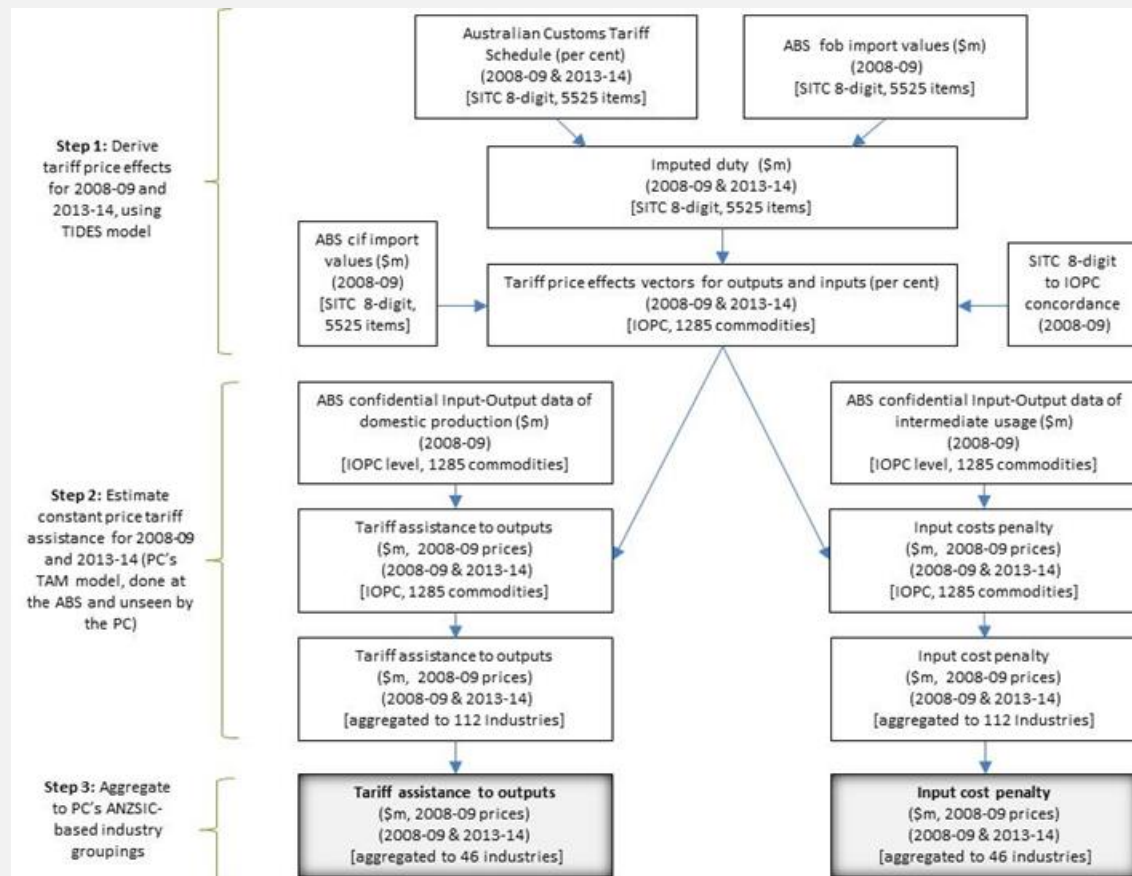 Australian Customs Tariff
Schedule (per cent)
(2008-09 & 2013-14)
[SITC 8-digit, 5525 items]
ABS fob import values ($m)
(2008-09)
[SITC 8-digit, 5525 items]
Step 1: Derive
tariff price effects
for 2008-09 and
2013-14, using
TIDES model
Imputed duty ($m)
(2008-09 & 2013-14)
[SITC 8-digit, 5525 items]
ABS cif import
values ($m)
(2008-09)
[SITC 8-digit,
5525 items]
Tariff price effects vectors for outputs and inputs (per cent)
(2008-09 & 2013-14)
[IOPC, 1285 commodities]
SITC 8-digit
to IOPC
concordance
(2008-09)
Step 2: Estimate
constant price tariff
assistance for 2008-09
and 2013-14 (PC's
TAM model, done at
the ABS and unseen by
the PC)
ABS confidential Input-Output data of
domestic production ($m)
(2008-09)
[IOPC level, 1285 commodities]
ABS confidential Input-Output data of
intermediate usage ($m)
(2008-09)
[IOPC level, 1285 commodities]
Tariff assistance to outputs
($m, 2008-09 prices)
(2008-09 & 2013-14)
[IOPC, 1285 commodities]
Input costs penalty
($m, 2008-09 prices)
(2008-09 & 2013-14)
[IOPC, 1285 commodities]
Tariff assistance to outputs
($m, 2008-09 prices)
(2008-09 & 2013-14)
[aggregated to 112 Industries]
Input cost penalty
($m, 2008-09 prices)
(2008-09 & 2013-14)
[aggregated to 112 Industries]
Step 3: Aggregate
to PC's ANZSIC-
based industry
groupings
Tariff assistance to outputs
($m, 2008-09 prices)
(2008-09 & 2013-14)
[aggregated to 46 industries]
Input cost penalty
($m, 2008-09 prices)
(2008-09 & 2013-14)
[aggregated to 46 industries]